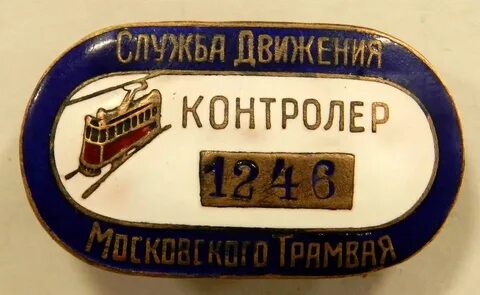 СЛУЖБА ДВИЖЕНИЯ
КОНТРОЛЕР
1246
МОСКОВСКОГО ТРАМВАЯ